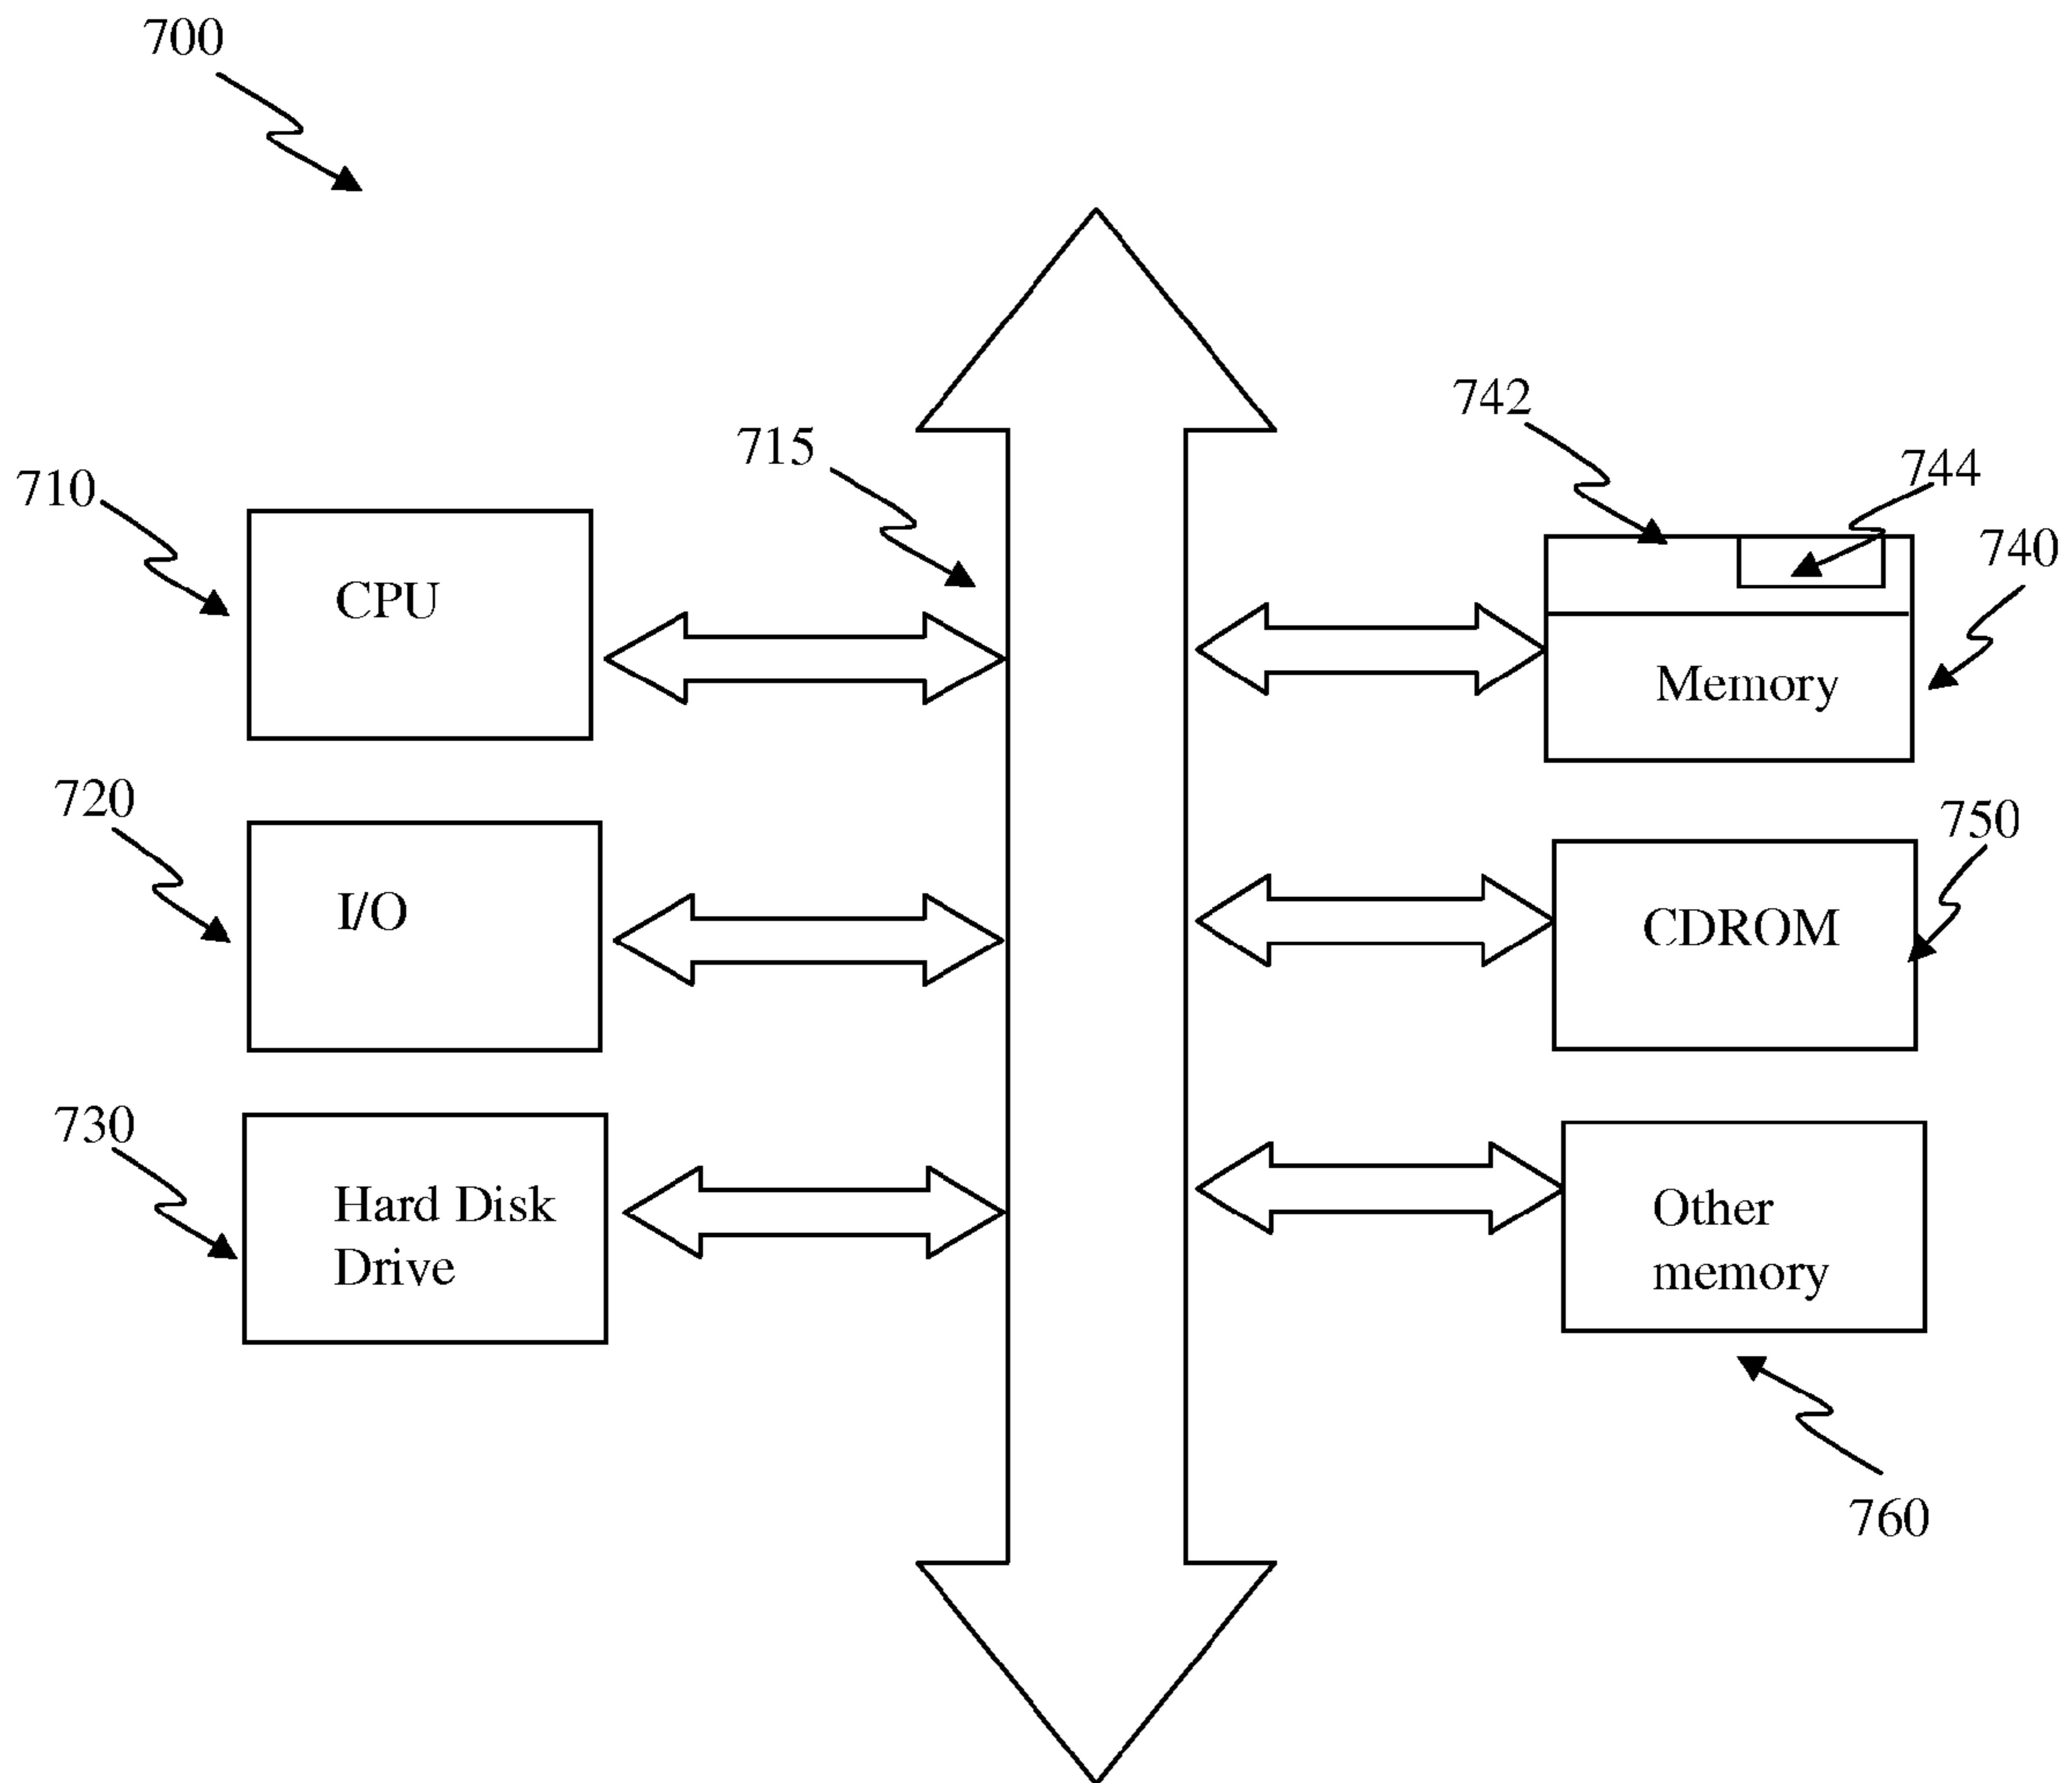 700
742
715
744
710
740
CPU
Memory
720
750
I/O
CDROM
730
Hard Disk
Drive
Other
memory
760